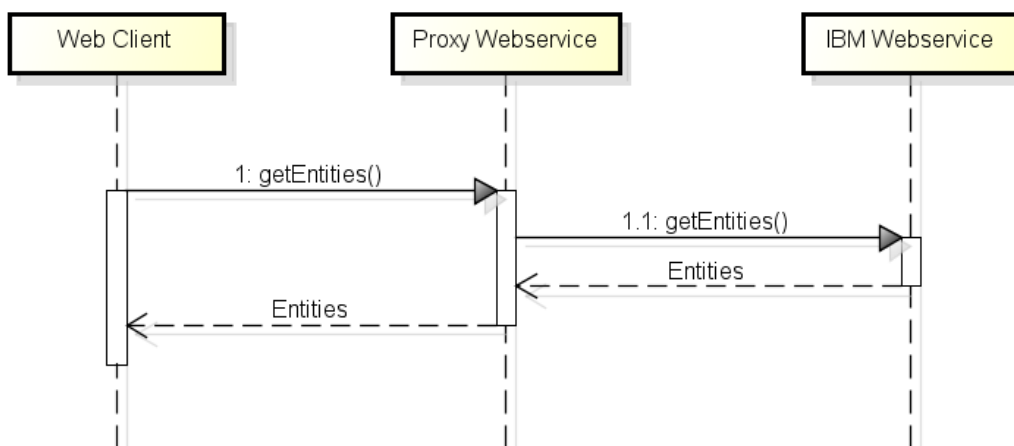 Web Client
Proxy Webservice
IBM Webservice
1: getEntities()
1.1: getEntities()
Entities
Entities